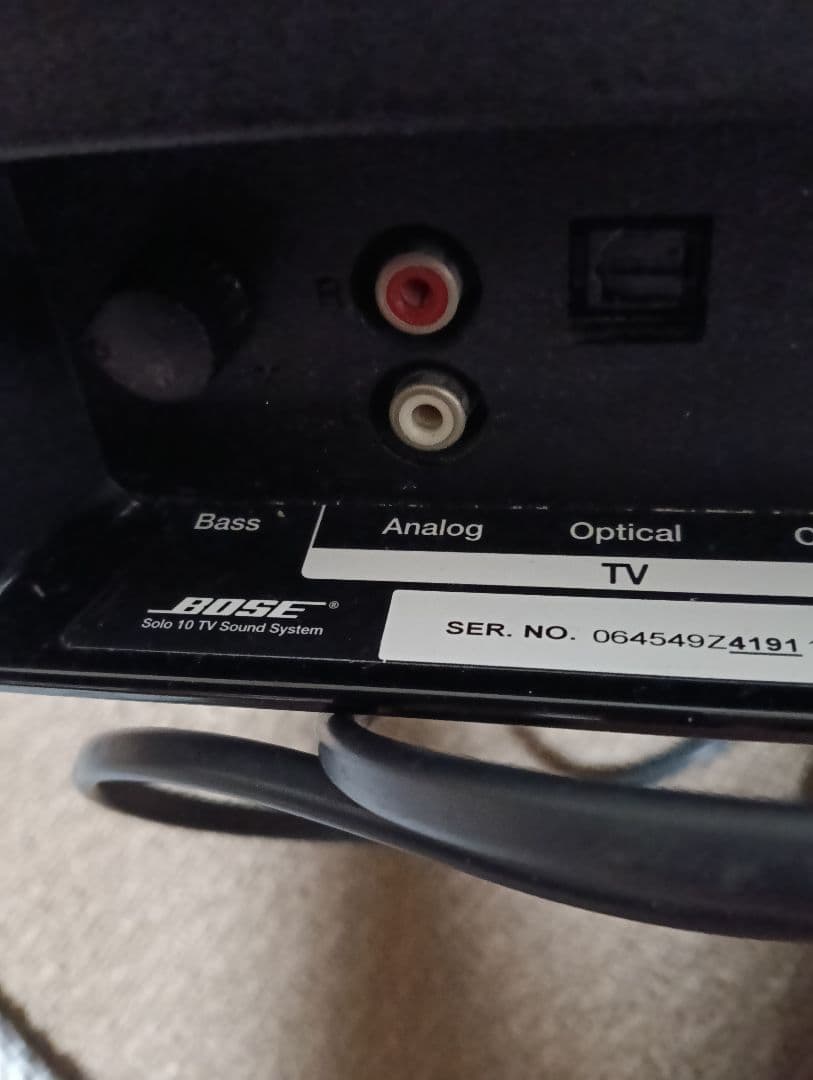 R
Bass
Analog
Optical
C
TV
BOSE®
Solo 10 TV Sound System
SER. NO. 064549Z4191